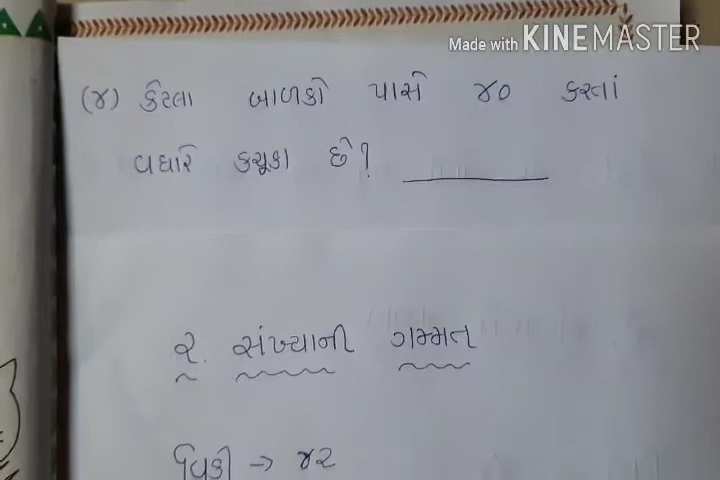 Made with KINEMASTER
(૪) કેટલા બાળકો પાસે ૪૦ કરતાં
વધારે કચૂકા છે?
૨. સંખ્યાની ગમ્મત
વિકી → ૪૨